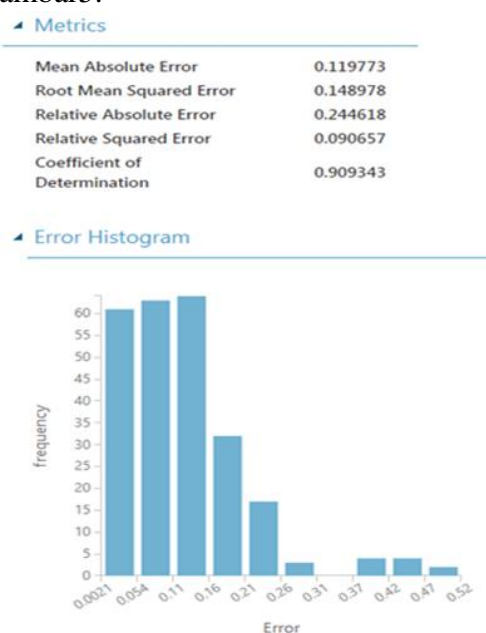 Metrics
Mean Absolute Error 0.119773
Root Mean Squared Error 0.148978
Relative Absolute Error 0.244618
Relative Squared Error 0.090657
Coefficient of
Determination 0.909343
Error Histogram
60
55
50
45
40
35
30
25
20
15
10
5
0
frequency
0.0021 0.054 0.11 0.16 0.21 0.26 0.31 0.37 0.42 0.47 0.52
Error